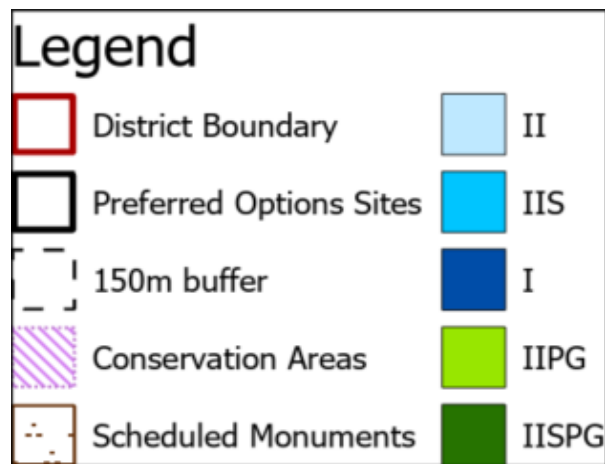 Legend
District Boundary
II
Preferred Options Sites
IIS
150m buffer
I
Conservation Areas
IIPG
Scheduled Monuments
IISPG